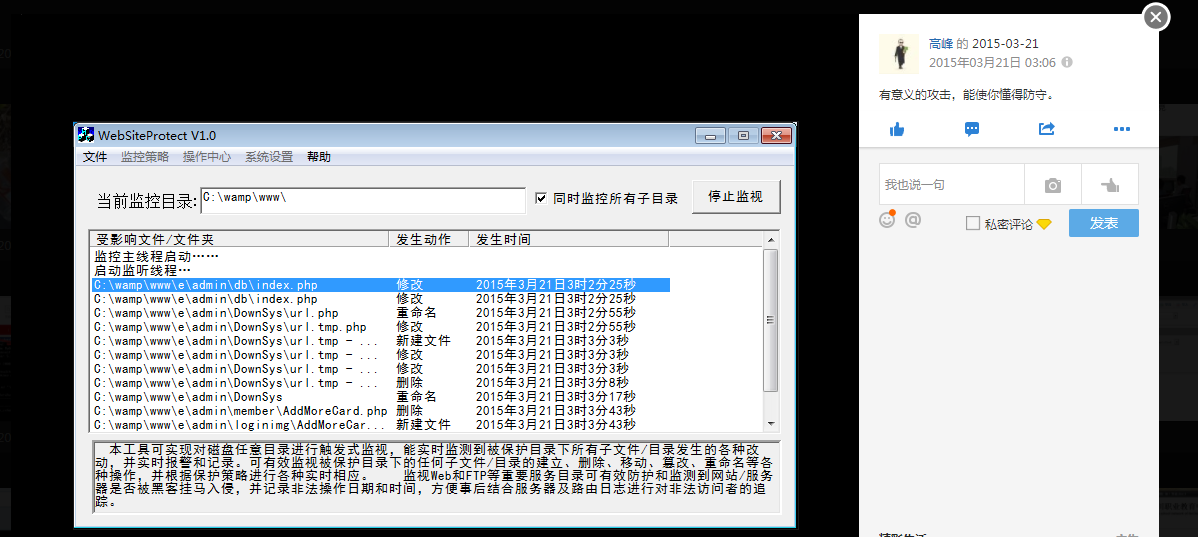 WebSiteProtect V1.0
文件 监控策略 操作中心 系统设置 帮助
当前监控目录: C:\wamp\www\ 同时监控所有子目录 停止监视
受影响文件/文件夹 发生动作 发生时间
监控主线程启动……
启动监听线程…
C:\wamp\www\e\admin\db\index.php 修改 2015年3月21日3时2分25秒
C:\wamp\www\e\admin\db\index.php 修改 2015年3月21日3时2分25秒
C:\wamp\www\e\admin\DownSys\url.php 重命名 2015年3月21日3时2分55秒
C:\wamp\www\e\admin\DownSys\url.tmp.php 修改 2015年3月21日3时2分55秒
C:\wamp\www\e\admin\DownSys\url.tmp - ... 新建文件 2015年3月21日3时3分3秒
C:\wamp\www\e\admin\DownSys\url.tmp - ... 修改 2015年3月21日3时3分3秒
C:\wamp\www\e\admin\DownSys\url.tmp - ... 修改 2015年3月21日3时3分3秒
C:\wamp\www\e\admin\DownSys\url.tmp - ... 删除 2015年3月21日3时3分8秒
C:\wamp\www\e\admin\DownSys 重命名 2015年3月21日3时3分17秒
C:\wamp\www\e\admin\member\AddMoreCard.php 删除 2015年3月21日3时3分43秒
C:\wamp\www\e\admin\loginimg\AddMoreCar... 新建文件 2015年3月21日3时3分43秒
本工具可实现对磁盘任意目录进行触发式监视，能实时监测到被保护目录下所有子文件/目录发生的各种改
动，并实时报警和记录。可有效监视被保护目录下的任何子文件/目录的建立、删除、移动、篡改、重命名等各
种操作，并根据保护策略进行各种实时相应。 监视Web和FTP等重要服务目录可有效防护和监测到网站/服务
器是否被黑客挂马入侵，并记录非法操作日期和时间，方便事后结合服务器及路由日志进行对非法访问者的追
踪。
高峰 的 2015-03-21
2015年03月21日 03:06
有意义的攻击，能使你懂得防守。
我也说一句
私密评论 发表